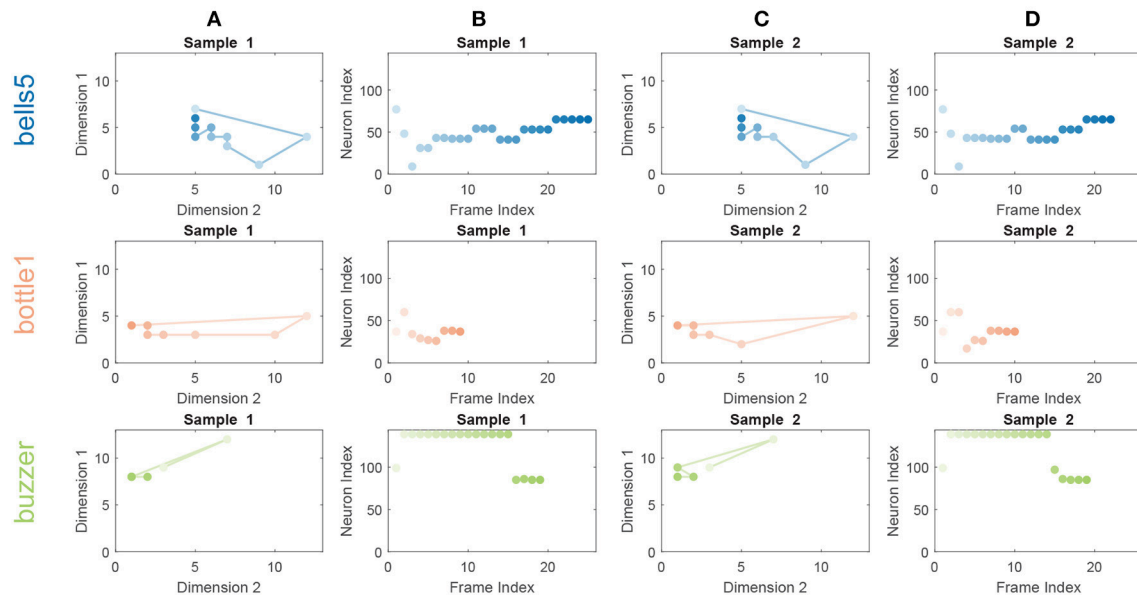 A B C D
bells5
Sample 1 Sample 1 Sample 2 Sample 2
Dimension 1 Neuron Index Dimension 1 Neuron Index
10 100 10 100
5 50 5 50
0 0 0 0
0 5 10 0 10 20 0 5 10 0 10 20
Dimension 2 Frame Index Dimension 2 Frame Index
bottle1
Sample 1 Sample 1 Sample 2 Sample 2
Dimension 1 Neuron Index Dimension 1 Neuron Index
10 100 10 100
5 50 5 50
0 0 0 0
0 5 10 0 10 20 0 5 10 0 10 20
Dimension 2 Frame Index Dimension 2 Frame Index
buzzer
Sample 1 Sample 1 Sample 2 Sample 2
Dimension 1 Neuron Index Dimension 1 Neuron Index
10 100 10 100
5 50 5 50
0 0 0 0
0 5 10 0 10 20 0 5 10 0 10 20
Dimension 2 Frame Index Dimension 2 Frame Index